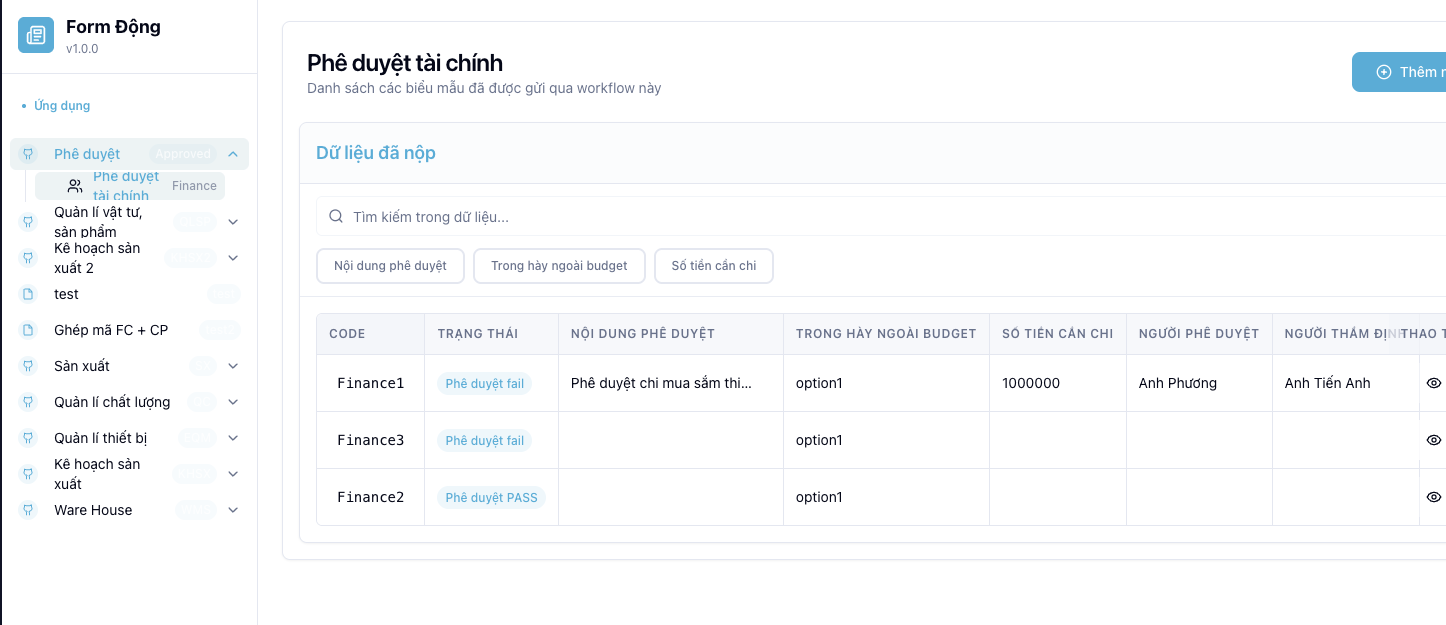 Form Động
v1.0.0
Ứng dụng
Phê duyệt Approved
Phê duyệt
tài chính
Finance
Quản lí vật tư,
sản phẩm
Kê hoạch sản
xuất 2
test
Ghép mã FC + CP
Sản xuất
Quản lí chất lượng
Quản lí thiết bị
Kê hoạch sản
xuất
Ware House
Phê duyệt tài chính
Danh sách các biểu mẫu đã được gửi qua workflow này
Thêm
Dữ liệu đã nộp
Tìm kiếm trong dữ liệu...
Nội dung phê duyệt Trong hày ngoài budget Số tiền cần chi
CODE TRẠNG THÁI NỘI DUNG PHÊ DUYỆT TRONG HÀY NGOÀI BUDGET SỐ TIỀN CẦN CHI NGƯỜI PHÊ DUYỆT NGƯỜI THẨM ĐỊN THAO
Finance1 Phê duyệt fail Phê duyệt chi mua sắm thi... option1 1000000 Anh Phương Anh Tiến Anh
Finance3 Phê duyệt fail option1
Finance2 Phê duyệt PASS option1